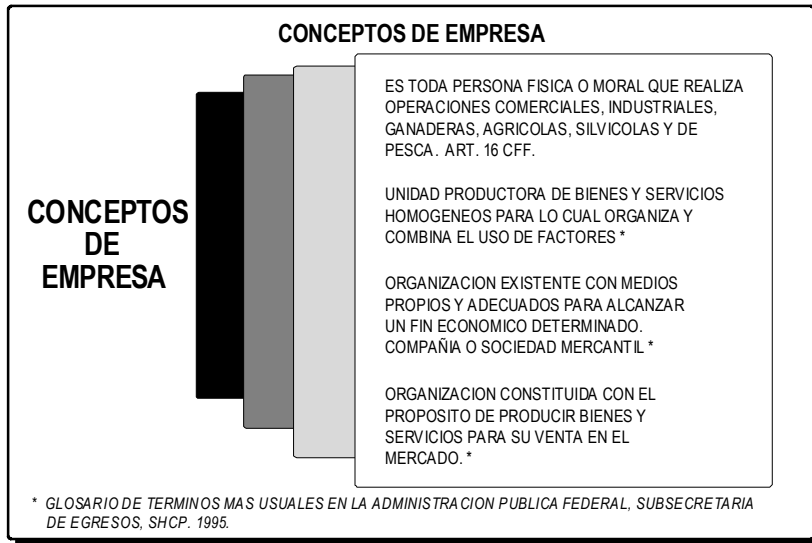 CONCEPTOS DE EMPRESA
CONCEPTOS
DE
EMPRESA
ES TODA PERSONA FISICA O MORAL QUE REALIZA
OPERACIONES COMERCIALES, INDUSTRIALES,
GANADERAS, AGRICOLAS, SILVICOLAS Y DE
PESCA. ART. 16 CFF.
UNIDAD PRODUCTORA DE BIENES Y SERVICIOS
HOMOGENEOS PARA LO CUAL ORGANIZA Y
COMBINA EL USO DE FACTORES *
ORGANIZACION EXISTENTE CON MEDIOS
PROPIOS Y ADECUADOS PARA ALCANZAR
UN FIN ECONOMICO DETERMINADO.
COMPAÑIA O SOCIEDAD MERCANTIL *
ORGANIZACION CONSTITUIDA CON EL
PROPOSITO DE PRODUCIR BIENES Y
SERVICIOS PARA SU VENTA EN EL
MERCADO. *
* GLOSARIO DE TERMINOS MAS USUALES EN LA ADMINISTRACION PUBLICA FEDERAL, SUBSECRETARIA
DE EGRESOS, SHCP. 1995.